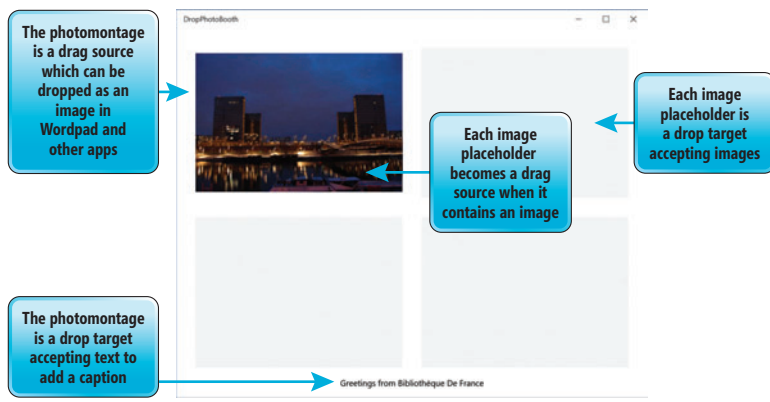 DropPhotoBooth
The photomontage
is a drag source
which can be
dropped as an
image in
Wordpad and
other apps
Each image
placeholder
becomes a drag
source when it
contains an image
Each image
placeholder is
a drop target
accepting images
The photomontage
is a drop target
accepting text to
add a caption
Greetings from Bibliothéque De France